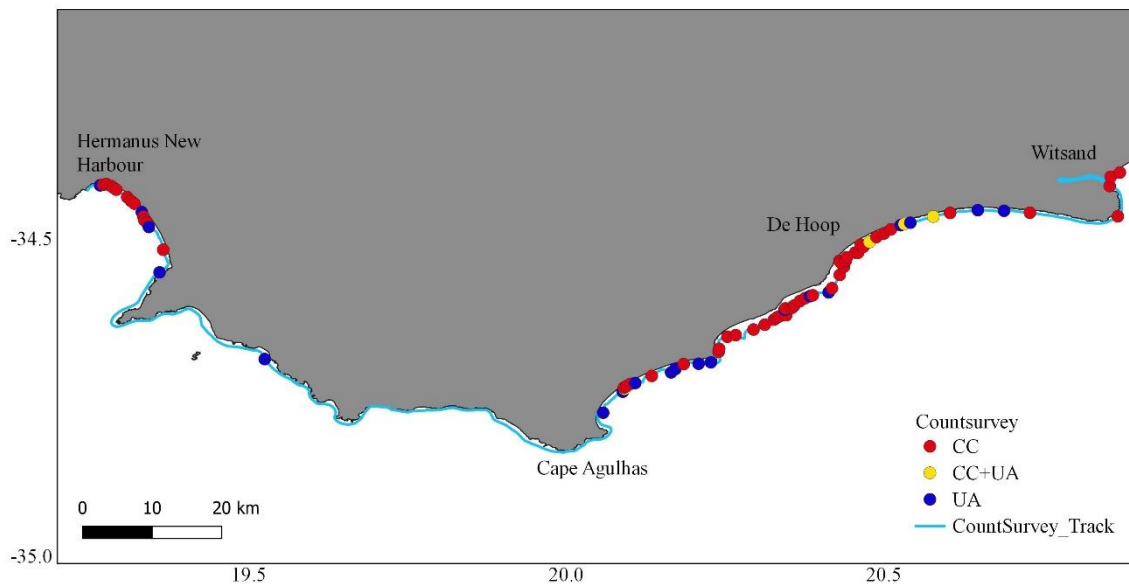 Hermanus New
Harbour
Witsand
-34.5
De Hoop
Countsurvey
CC
Cape Agulhas
CC+UA
0 10 20 km
UA
CountSurvey_Track
-35.0
19.5 20.0 20.5